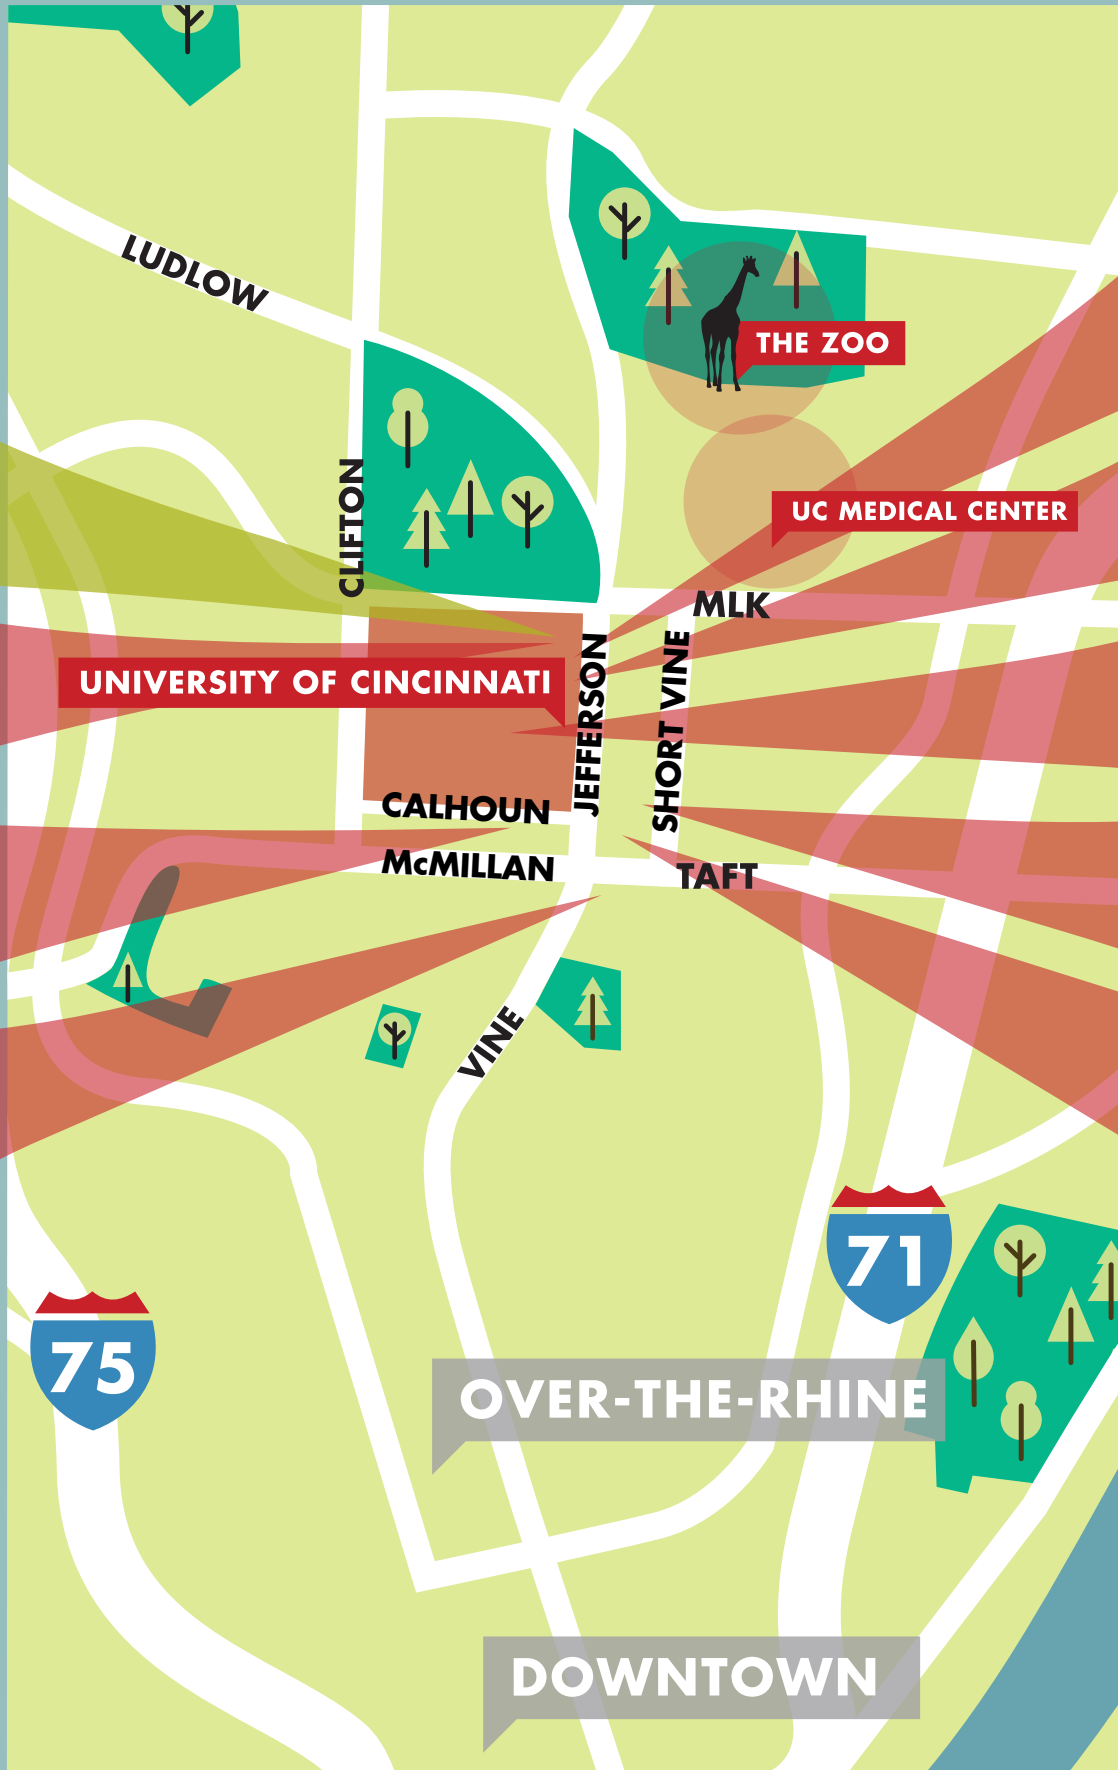 LUDLOW
THE ZOO
CLIFTON
UC MEDICAL CENTER
MLK
UNIVERSITY OF CINCINNATI
JEFFERSON
SHORT VINE
CALHOUN
McMILLAN
TAFT
VINE
71
75
OVER-THE-RHINE
DOWNTOWN